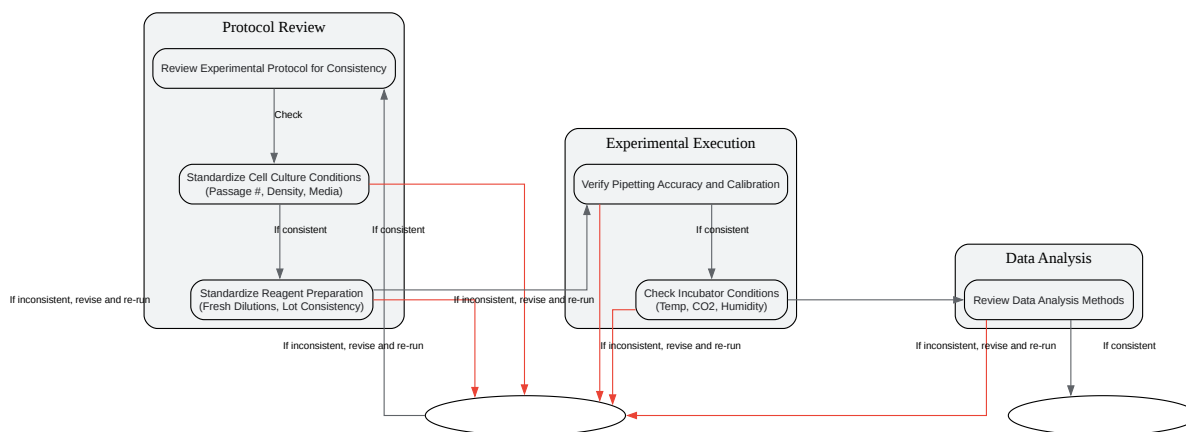 Protocol Review
Review Experimental Protocol for Consistency
Check
Experimental Execution
Standardize Cell Culture Conditions
(Passage #, Density, Media)
Verify Pipetting Accuracy and Calibration
If consistent
If consistent
If consistent
Data Analysis
Standardize Reagent Preparation
(Fresh Dilutions, Lot Consistency)
Check Incubator Conditions
(Temp, CO2, Humidity)
Review Data Analysis Methods
If inconsistent, revise and re-run
If inconsistent, revise and re-run
If inconsistent, revise and re-run
If inconsistent, revise and re-run
If inconsistent, revise and re-run
If consistent